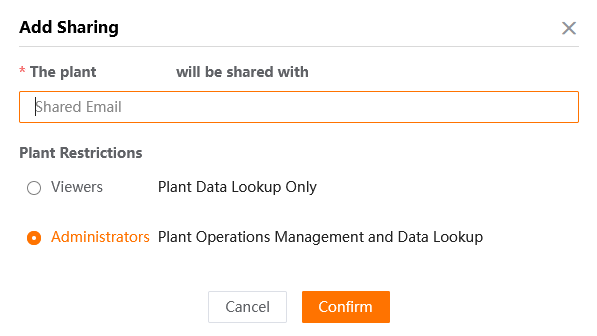 Add Sharing
* The plant will be shared with
Shared Email
Plant Restrictions
Viewers Plant Data Lookup Only
Administrators Plant Operations Management and Data Lookup
Cancel Confirm